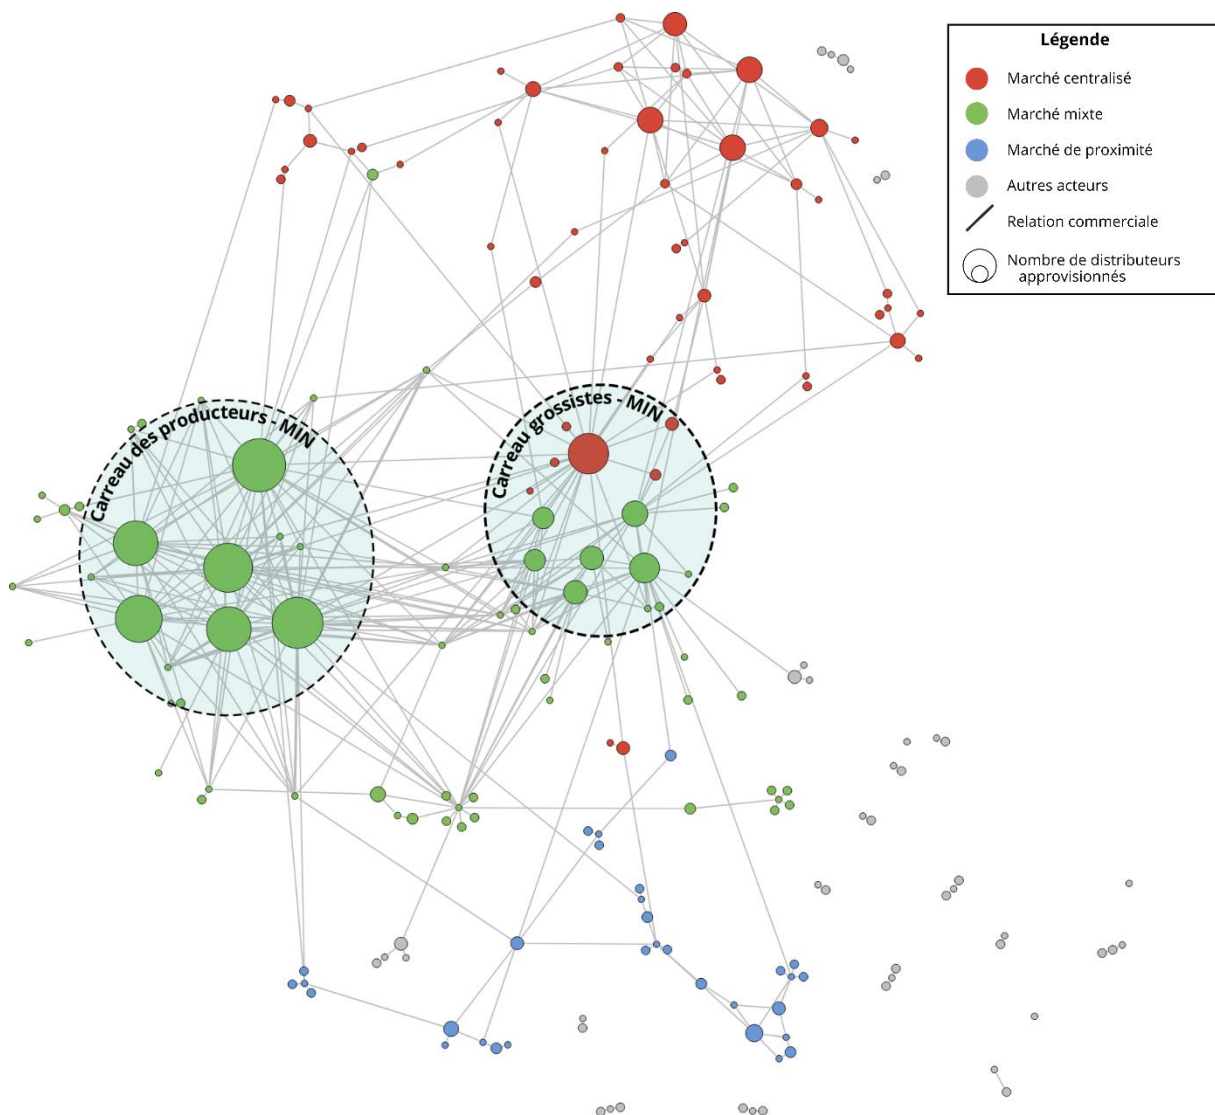 Légende
Marché centralisé
Marché mixte
Marché de proximité
Autres acteurs
Relation commerciale
Nombre de distributeurs
approvisionnés
Carreau des producteurs - MIN
Carreau grossistes - MIN